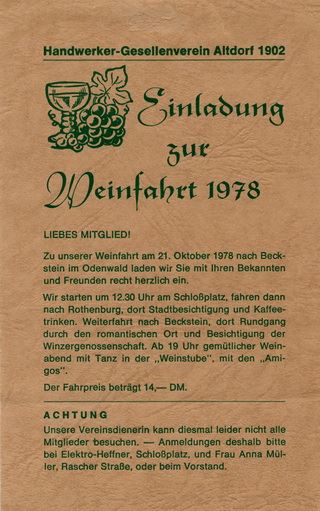 Handwerker-Gesellenverein Altdorf 1902
Einladung
zur
Weinfahrt 1978
LIEBES MITGLIED!
Zu unserer Weinfahrt am 21. Oktober 1978 nach Beck-
stein im Odenwald laden wir Sie mit Ihren Bekannten
und Freunden recht herzlich ein.
Wir starten um 12.30 Uhr am Schloßplatz, fahren dann
nach Rothenburg, dort Stadtbesichtigung und Kaffee-
trinken. Weiterfahrt nach Beckstein, dort Rundgang
durch den romantischen Ort und Besichtigung der
Winzergenossenschaft. Ab 19 Uhr gemütlicher Wein-
abend mit Tanz in der „Weinstube", mit den „Ami-
gos".
Der Fahrpreis beträgt 14,— DM.
ACHTUNG
Unsere Vereinsdienerin kann diesmal leider nicht alle
Mitglieder besuchen. — Anmeldungen deshalb bitte
bei Elektro-Heffner, Schloßplatz, und Frau Anna Mül-
ler, Rascher Straße, oder beim Vorstand.